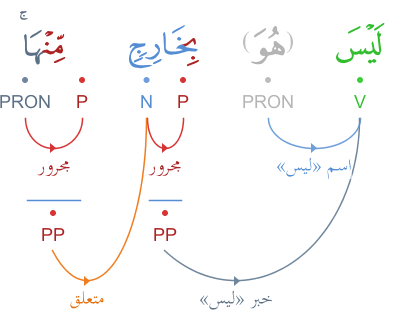 لَيْسَ (هُوَ) بِخَارِجٍ مِّنْهَا ۚ
V PRON P N P PRON
اسم «ليس» مجرور مجرور
PP PP
خبر «ليس» متعلق